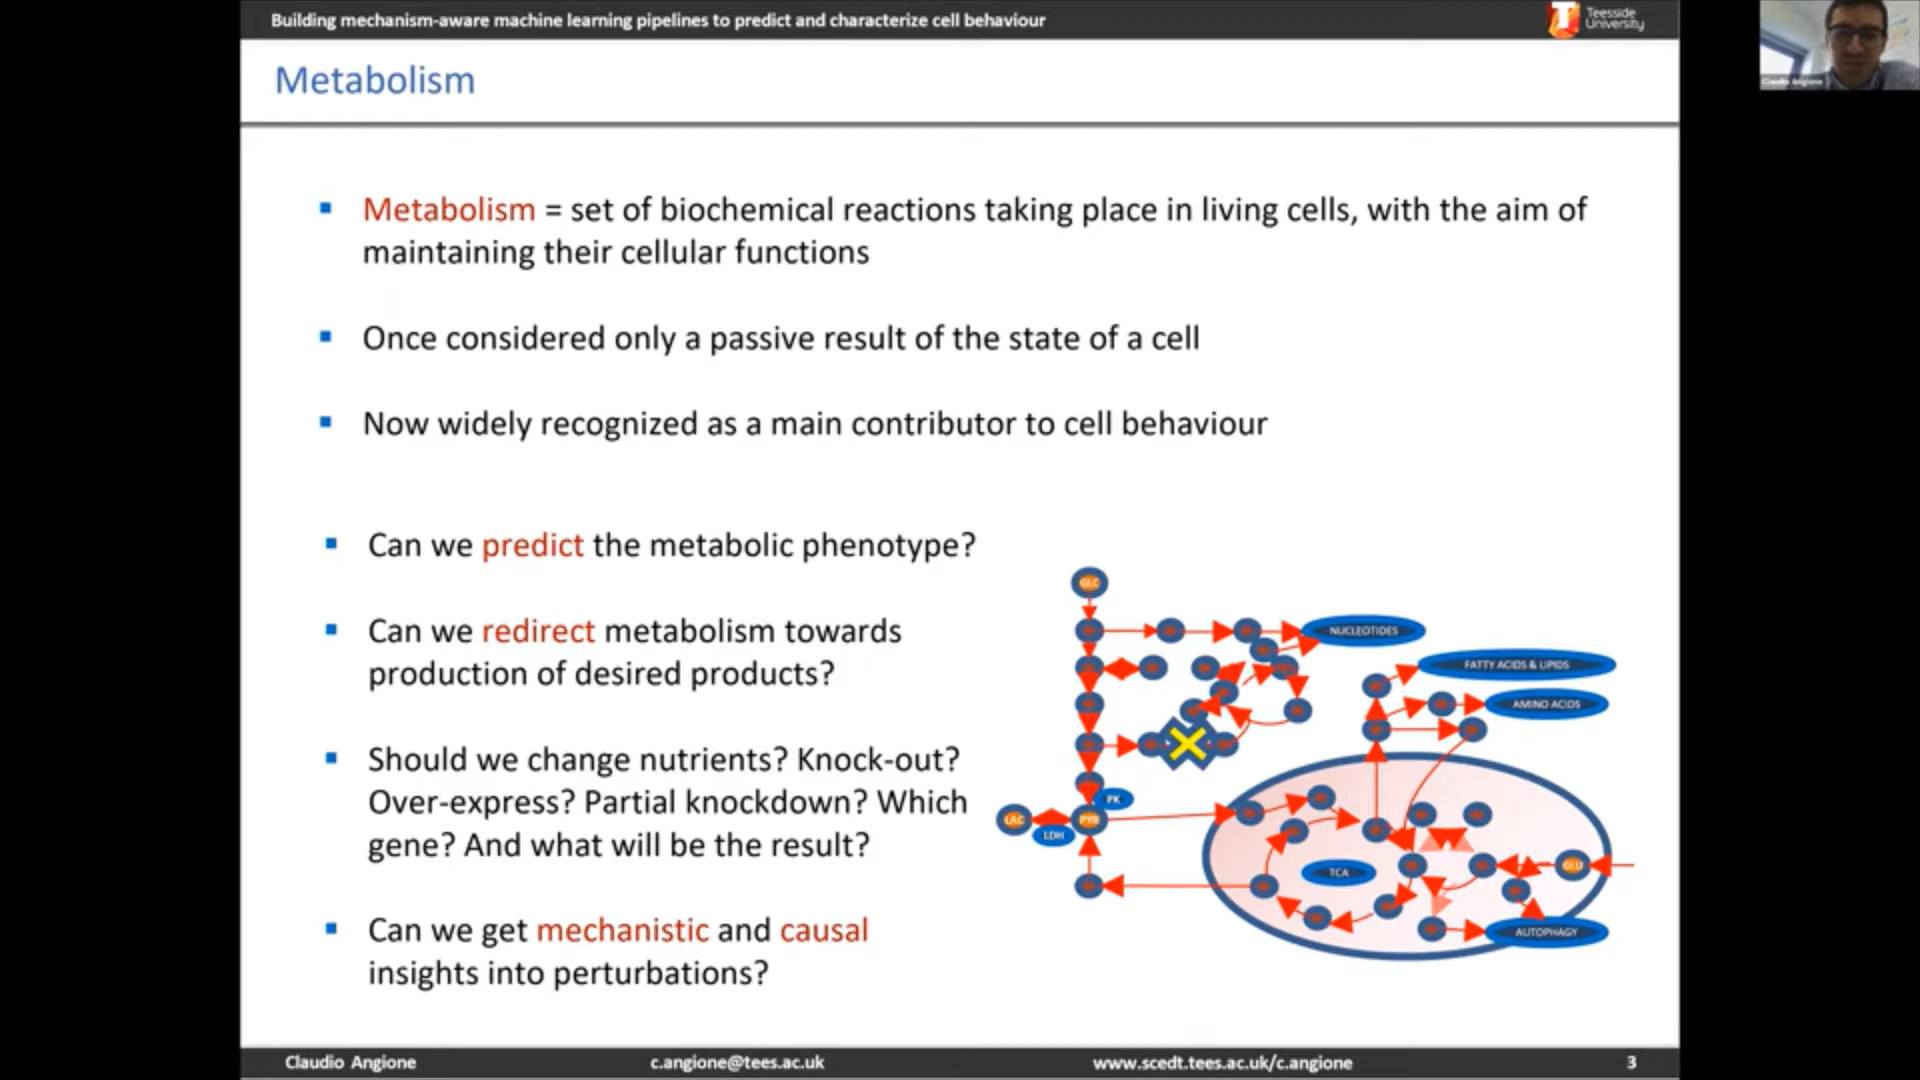 Building mechanism-aware machine learning pipelines to predict and characterize cell behaviour
Teesside
University
Claudio Angione
Metabolism
Metabolism = set of biochemical reactions taking place in living cells, with the aim of
maintaining their cellular functions
Once considered only a passive result of the state of a cell
Now widely recognized as a main contributor to cell behaviour
Can we predict the metabolic phenotype?
Can we redirect metabolism towards
production of desired products?
Should we change nutrients? Knock-out?
Over-express? Partial knockdown? Which
gene? And what will be the result?
Can we get mechanistic and causal
insights into perturbations?
GLC
NUCLEOTIDES
FATTY ACIDS & LIPIDS
AMINO ACIDS
PK
LAC
PYR
LDH
TCA
GLU
AUTOPHAGY
Claudio Angione
c.angione@tees.ac.uk
www.scedt.tees.ac.uk/c.angione
3